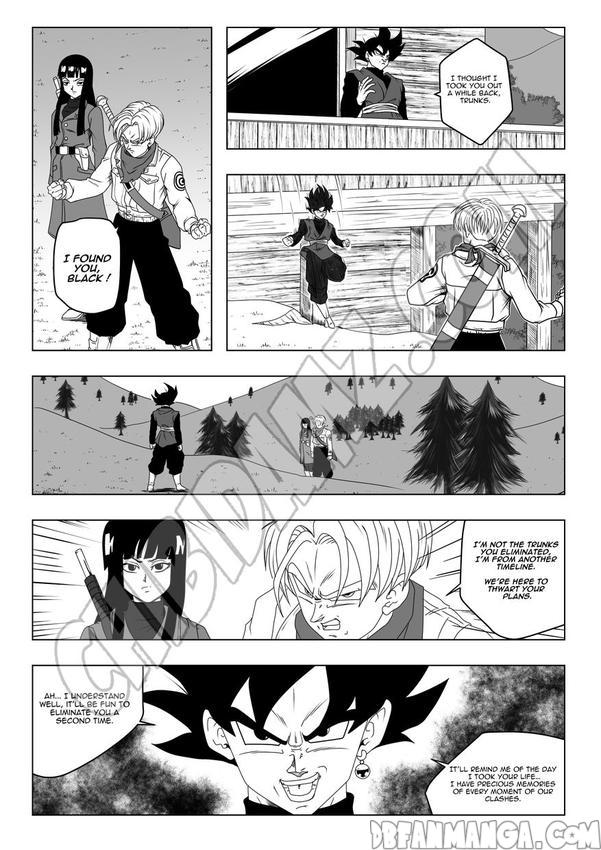 I FOUND
YOU,
BLACK !
I THOUGHT I
TOOK YOU OUT
A WHILE BACK,
TRUNKS.
I'M NOT THE TRUNKS
YOU ELIMINATED,
I'M FROM ANOTHER
TIMELINE.
WE'RE HERE TO
THWART YOUR
PLANS.
AH... I UNDERSTAND
WELL, IT'LL BE FUN TO
ELIMINATE YOU A
SECOND TIME.
IT'LL REMIND ME OF THE DAY
I TOOK YOUR LIFE...
I HAVE PRECIOUS MEMORIES
OF EVERY MOMENT OF OUR
CLASHES.
DBFANMANGA.COM